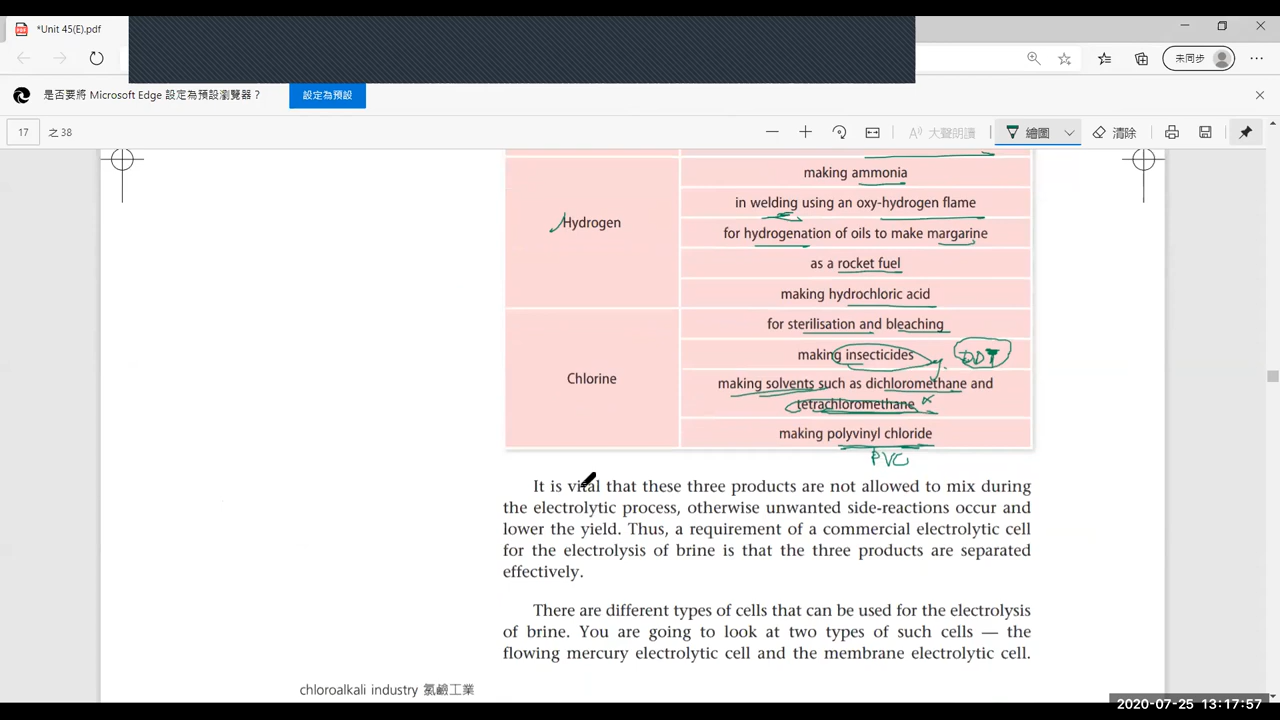 *Unit 45(E).pdf
未同步
是否要將 Microsoft Edge 設定為預設瀏覽器？
設定為預設
17 之 38
大聲朗讀
繪圖
清除
making ammonia
in welding using an oxy-hydrogen flame
Hydrogen
for hydrogenation of oils to make margarine
as a rocket fuel
making hydrochloric acid
for sterilisation and bleaching
making insecticides DDT
Chlorine
making solvents such as dichloromethane and
tetrachloromethane
making polyvinyl chloride
PVC
It is vital that these three products are not allowed to mix during
the electrolytic process, otherwise unwanted side-reactions occur and
lower the yield. Thus, a requirement of a commercial electrolytic cell
for the electrolysis of brine is that the three products are separated
effectively.
There are different types of cells that can be used for the electrolysis
of brine. You are going to look at two types of such cells — the
flowing mercury electrolytic cell and the membrane electrolytic cell.
chloroalkali industry 氯鹼工業
2020-07-25 13:17:57